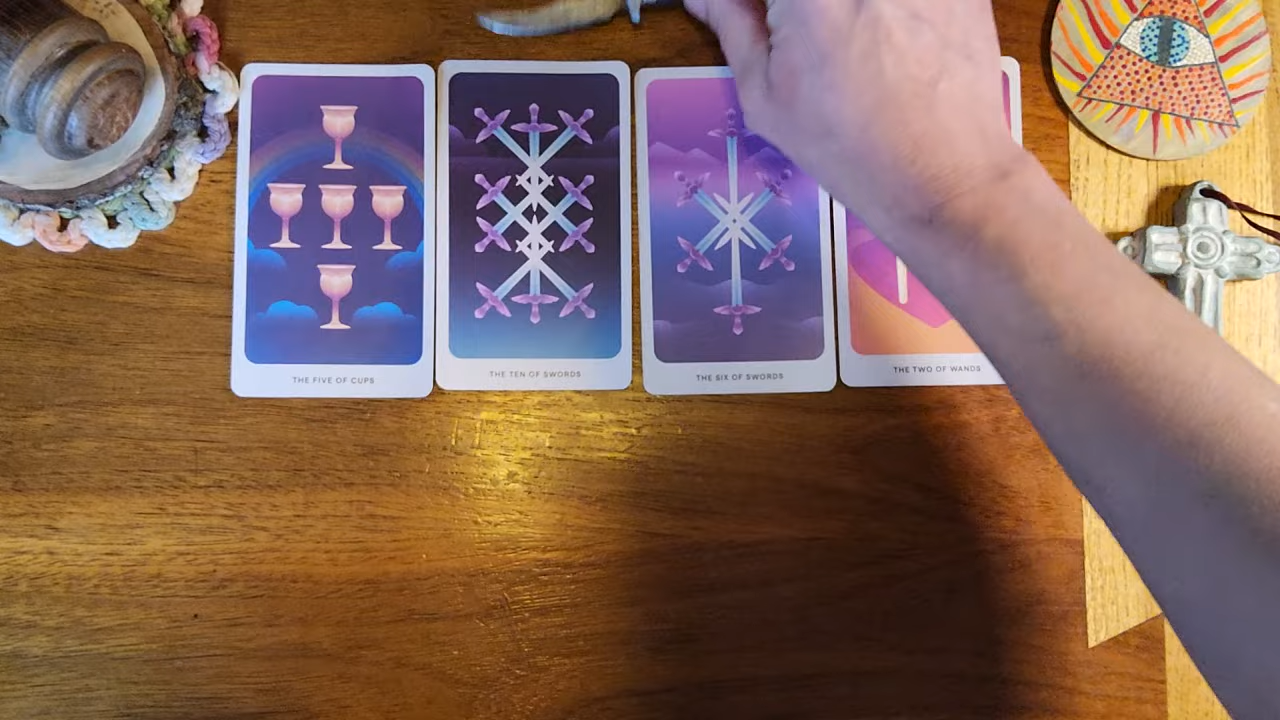 THE FIVE OF CUPS
THE TEN OF SWORDS
THE SIX OF SWORDS
THE TWO OF WANDS